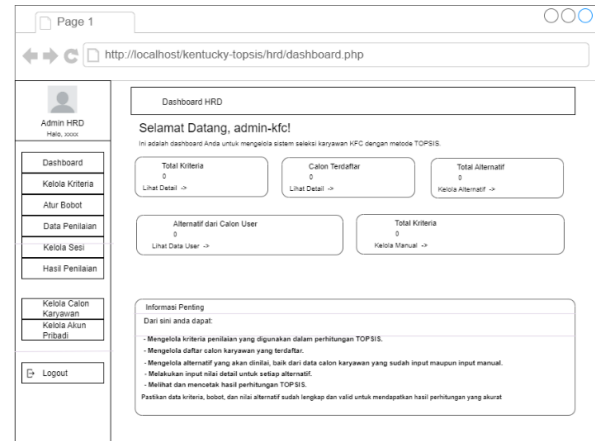 Page 1
http://localhost/kentucky-topsis/hrd/dashboard.php
Admin HRD
Halo, xxxx
Dashboard
Kelola Kriteria
Atur Bobot
Data Penilaian
Kelola Sesi
Hasil Penilaian
Kelola Calon
Karyawan
Kelola Akun
Pribadi
Logout
Dashboard HRD
Selamat Datang, admin-kfc!
Ini adalah dashboard Anda untuk mengelola sistem seleksi karyawan KFC dengan metode TOPSIS.
Total Kriteria
0
Lihat Detail ->
Calon Terdaftar
0
Lihat Detail ->
Total Alternatif
0
Kelola Alternatif ->
Alternatif dari Calon User
0
Lihat Data User ->
Total Kriteria
0
Kelola Manual ->
Informasi Penting
Dari sini anda dapat:
- Mengelola kriteria penilaian yang digunakan dalam perhitungan TOPSIS.
- Mengelola daftar calon karyawan yang terdaftar.
- Mengelola alternatif yang akan dinilai, baik dari data calon karyawan yang sudah input maupun input manual.
- Melakukan input nilai detail untuk setiap alternatif.
- Melihat dan mencetak hasil perhitungan TOPSIS.
Pastikan data kriteria, bobot, dan nilai alternatif sudah lengkap dan valid untuk mendapatkan hasil perhitungan yang akurat